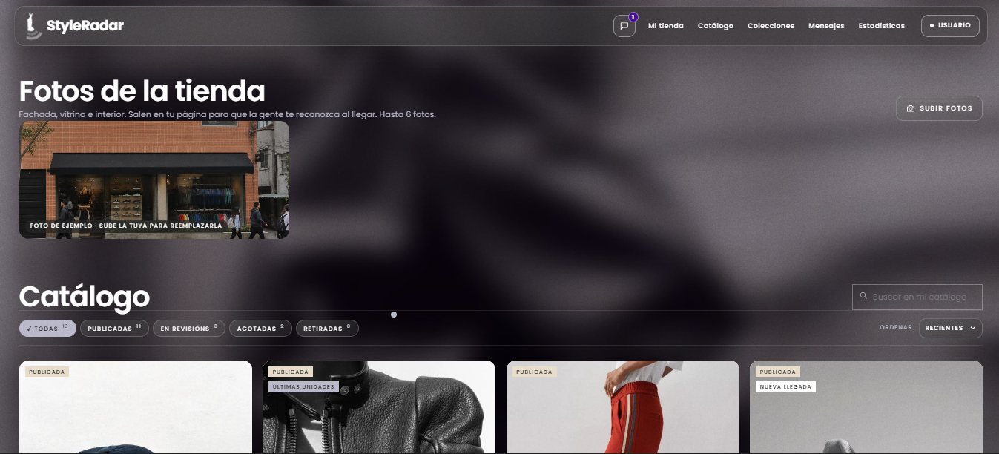 StyleRadar
1
Mi tienda
Catálogo
Colecciones
Mensajes
Estadísticas
USUARIO
Fotos de la tienda
Fachada, vitrina e interior. Salen en tu página para que la gente te reconozca al llegar. Hasta 6 fotos.
SUBIR FOTOS
FOTO DE EJEMPLO · SUBE LA TUYA PARA REEMPLAZARLA
Catálogo
Buscar en mi catálogo
✓ TODAS 13
PUBLICADAS 11
EN REVISIÓNS 0
AGOTADAS 2
RETIRADAS 0
ORDENAR
RECIENTES
PUBLICADA
PUBLICADA
ÚLTIMAS UNIDADES
PUBLICADA
PUBLICADA
NUEVA LLEGADA